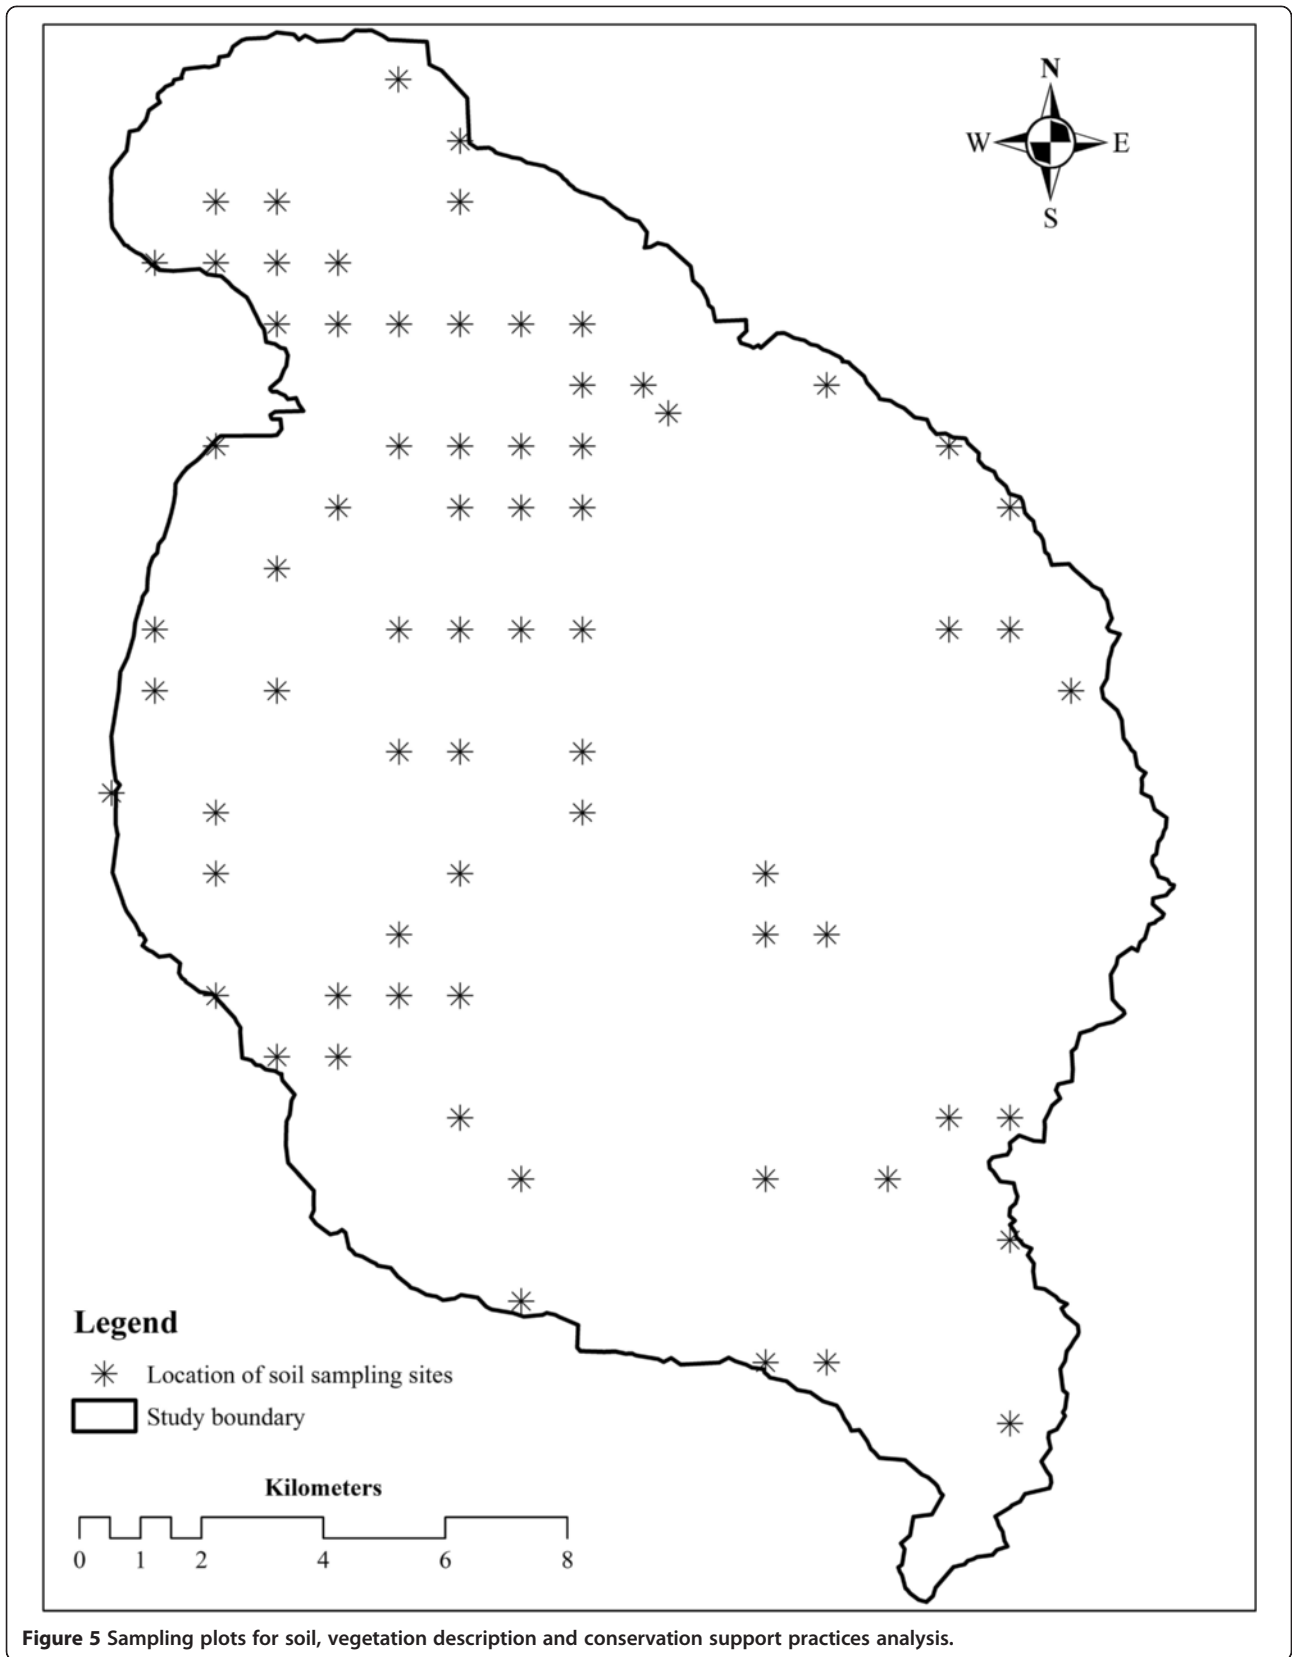 N
W E
S
Legend
Location of soil sampling sites
Study boundary
Kilometers
0 1 2 4 6 8
Figure 5 Sampling plots for soil, vegetation description and conservation support practices analysis.